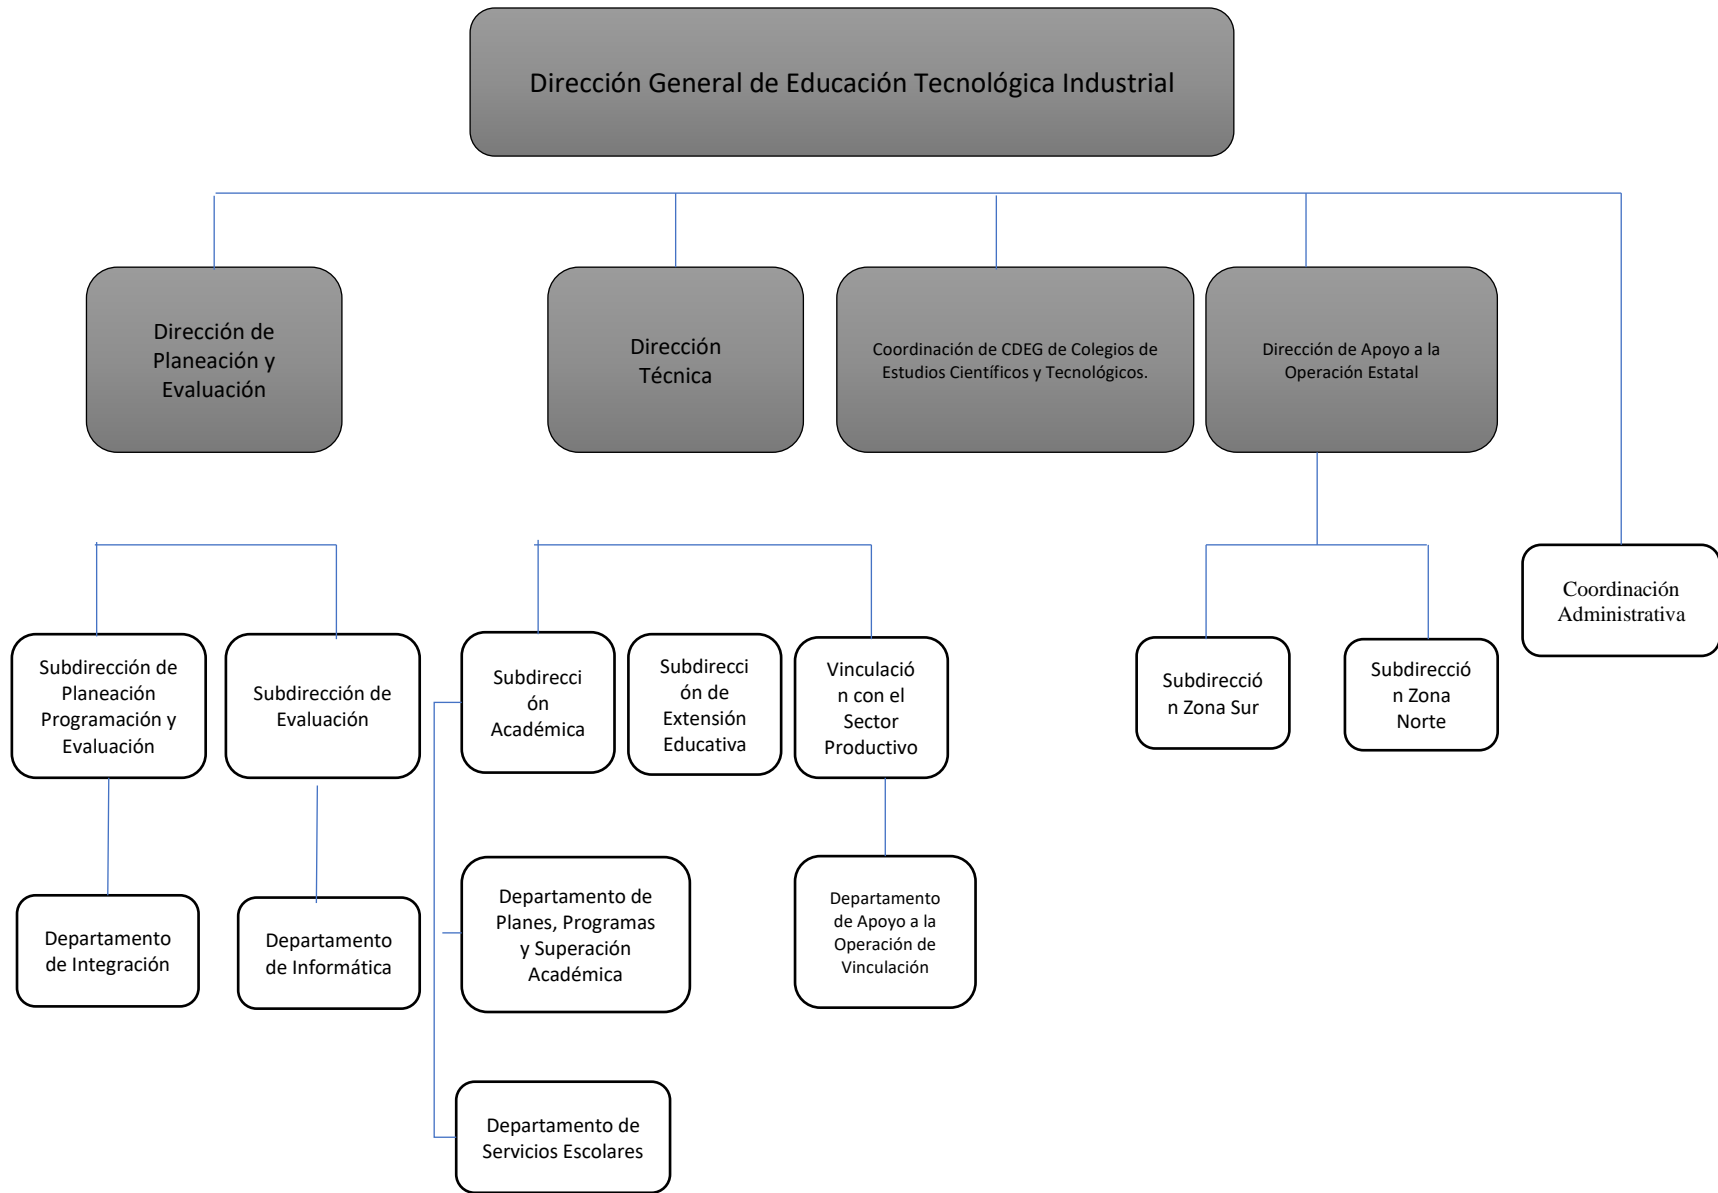 Dirección General de Educación Tecnológica Industrial
Dirección de
Planeación y
Evaluación
Dirección
Técnica
Coordinación de CDEG de Colegios de
Estudios Científicos y Tecnológicos.
Dirección de Apoyo a la
Operación Estatal
Coordinación
Administrativa
Subdirección de
Planeación
Programación y
Evaluación
Subdirección de
Evaluación
Subdirecci
ón
Académica
Subdirecci
ón de
Extensión
Educativa
Vinculació
n con el
Sector
Productivo
Subdirecció
n Zona Sur
Subdirecció
n Zona
Norte
Departamento
de Integración
Departamento
de Informática
Departamento de
Planes, Programas
y Superación
Académica
Departamento
de Apoyo a la
Operación de
Vinculación
Departamento de
Servicios Escolares